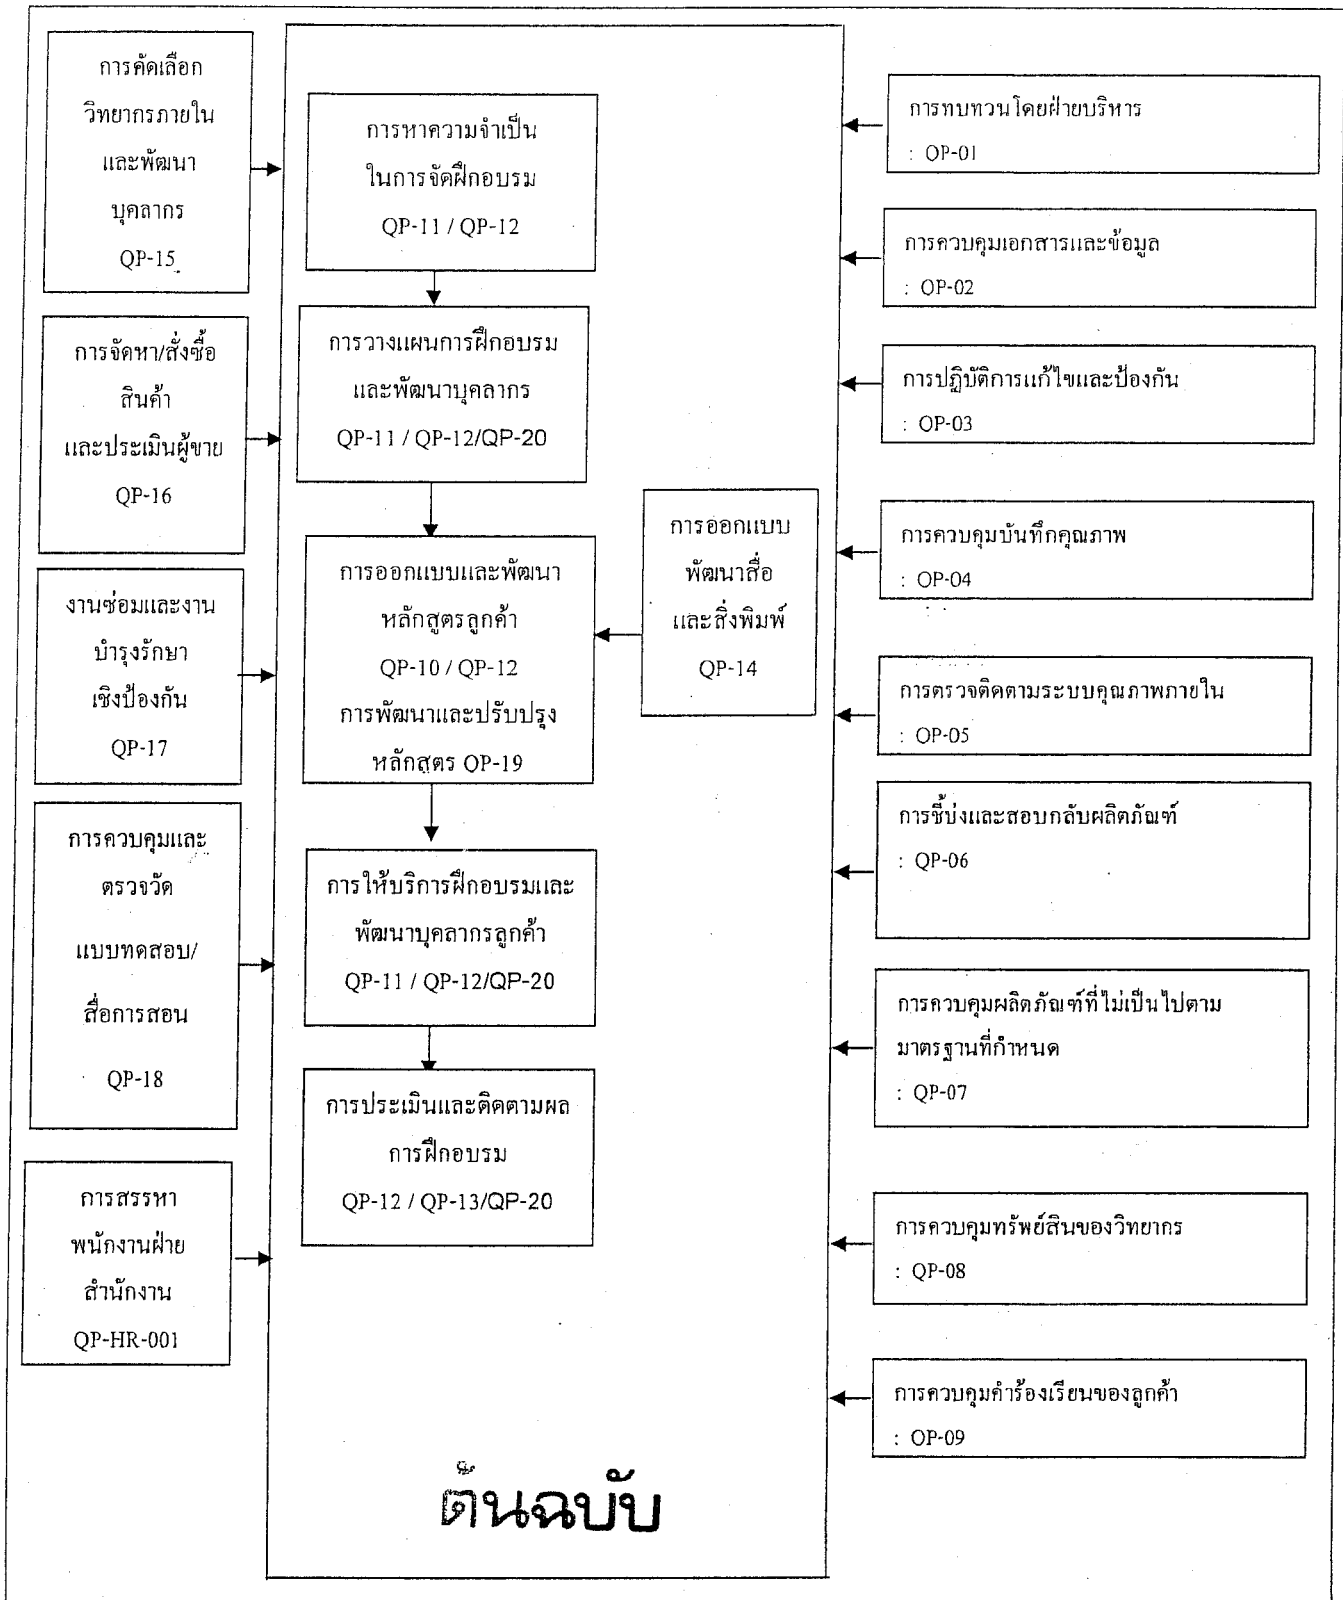 การคัดเลือก
วิทยากรภายใน
และพัฒนา
บุคลากร
QP-15
การจัดหา/สั่งซื้อ
สินค้า
และประเมินผู้ขาย
QP-16
งานซ่อมและงาน
บำรุงรักษา
เชิงป้องกัน
QP-17
การควบคุมและ
ตรวจวัด
แบบทดสอบ/
สื่อการสอน
QP-18
การสรรหา
พนักงานฝ่าย
สำนักงาน
QP-HR-001
การหาความจำเป็น
ในการจัดฝึกอบรม
QP-11 / QP-12
การวางแผนการฝึกอบรม
และพัฒนาบุคลากร
QP-11 / QP-12/QP-20
การออกแบบและพัฒนา
หลักสูตรลูกค้า
QP-10 / QP-12
การพัฒนาและปรับปรุง
หลักสูตร QP-19
การให้บริการฝึกอบรมและ
พัฒนาบุคลากรลูกค้า
QP-11 / QP-12/QP-20
การประเมินและติดตามผล
การฝึกอบรม
QP-12 / QP-13/QP-20
การออกแบบ
พัฒนาสื่อ
และสิ่งพิมพ์
QP-14
การทบทวนโดยฝ่ายบริหาร
: QP-01
การควบคุมเอกสารและข้อมูล
: QP-02
การปฏิบัติการแก้ไขและป้องกัน
: QP-03
การควบคุมบันทึกคุณภาพ
: QP-04
การตรวจติดตามระบบคุณภาพภายใน
: QP-05
การชี้บ่งและสอบกลับผลิตภัณฑ์
: QP-06
การควบคุมผลิตภัณฑ์ที่ไม่เป็นไปตาม
มาตรฐานที่กำหนด
: QP-07
การควบคุมทรัพย์สินของวิทยากร
: QP-08
การควบคุมคำร้องเรียนของลูกค้า
: QP-09
ต้นฉบับ